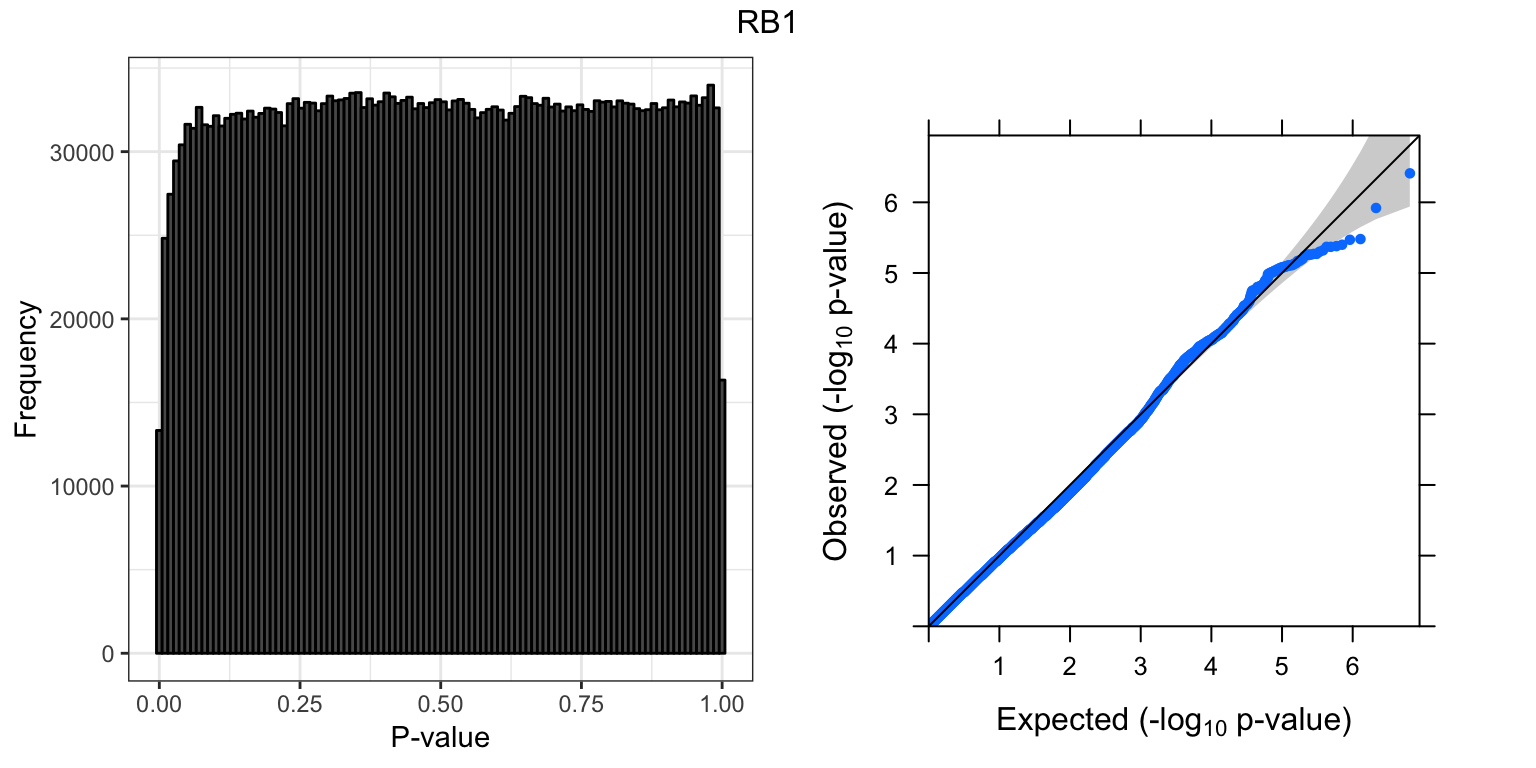 RB1
Frequency
30000
20000
10000
0
0.00 0.25 0.50 0.75 1.00
P-value
Observed (-log10 p-value)
6
5
4
3
2
1
1 2 3 4 5 6
Expected (-log10 p-value)